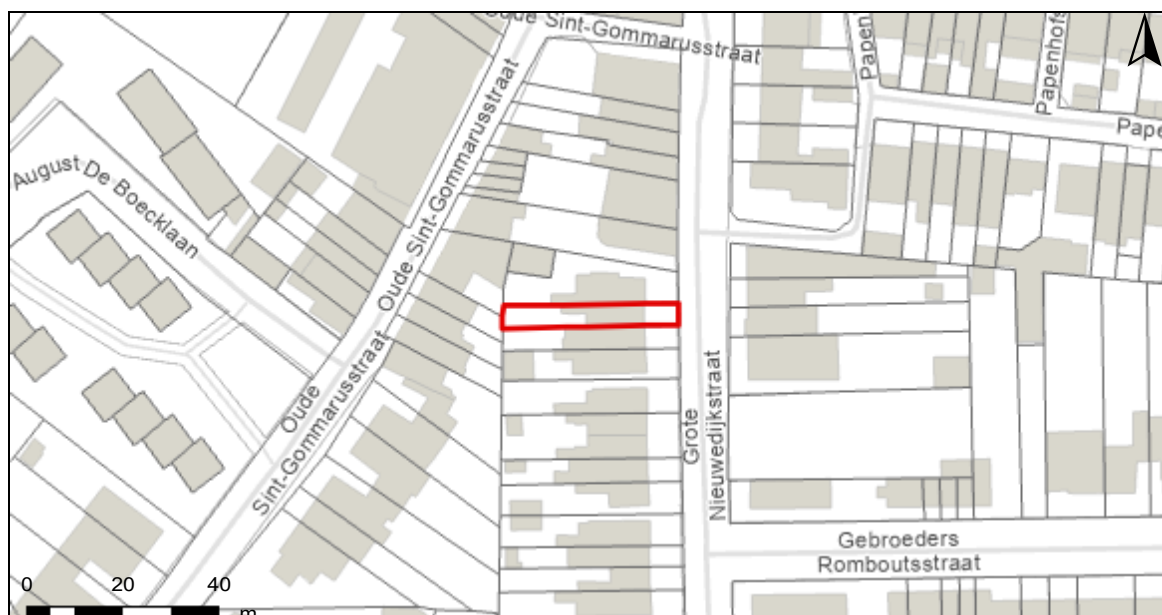 Oude Sint-Gommarusstraat
Papen
Papenhofs
Pape
Oude Sint-Gommarusstraat
August De Boecklaan
Oude
Sint-Gommarusstraat
Grote
Nieuwedijkstraat
Gebroeders
Romboutsstraat
0 20 40
m